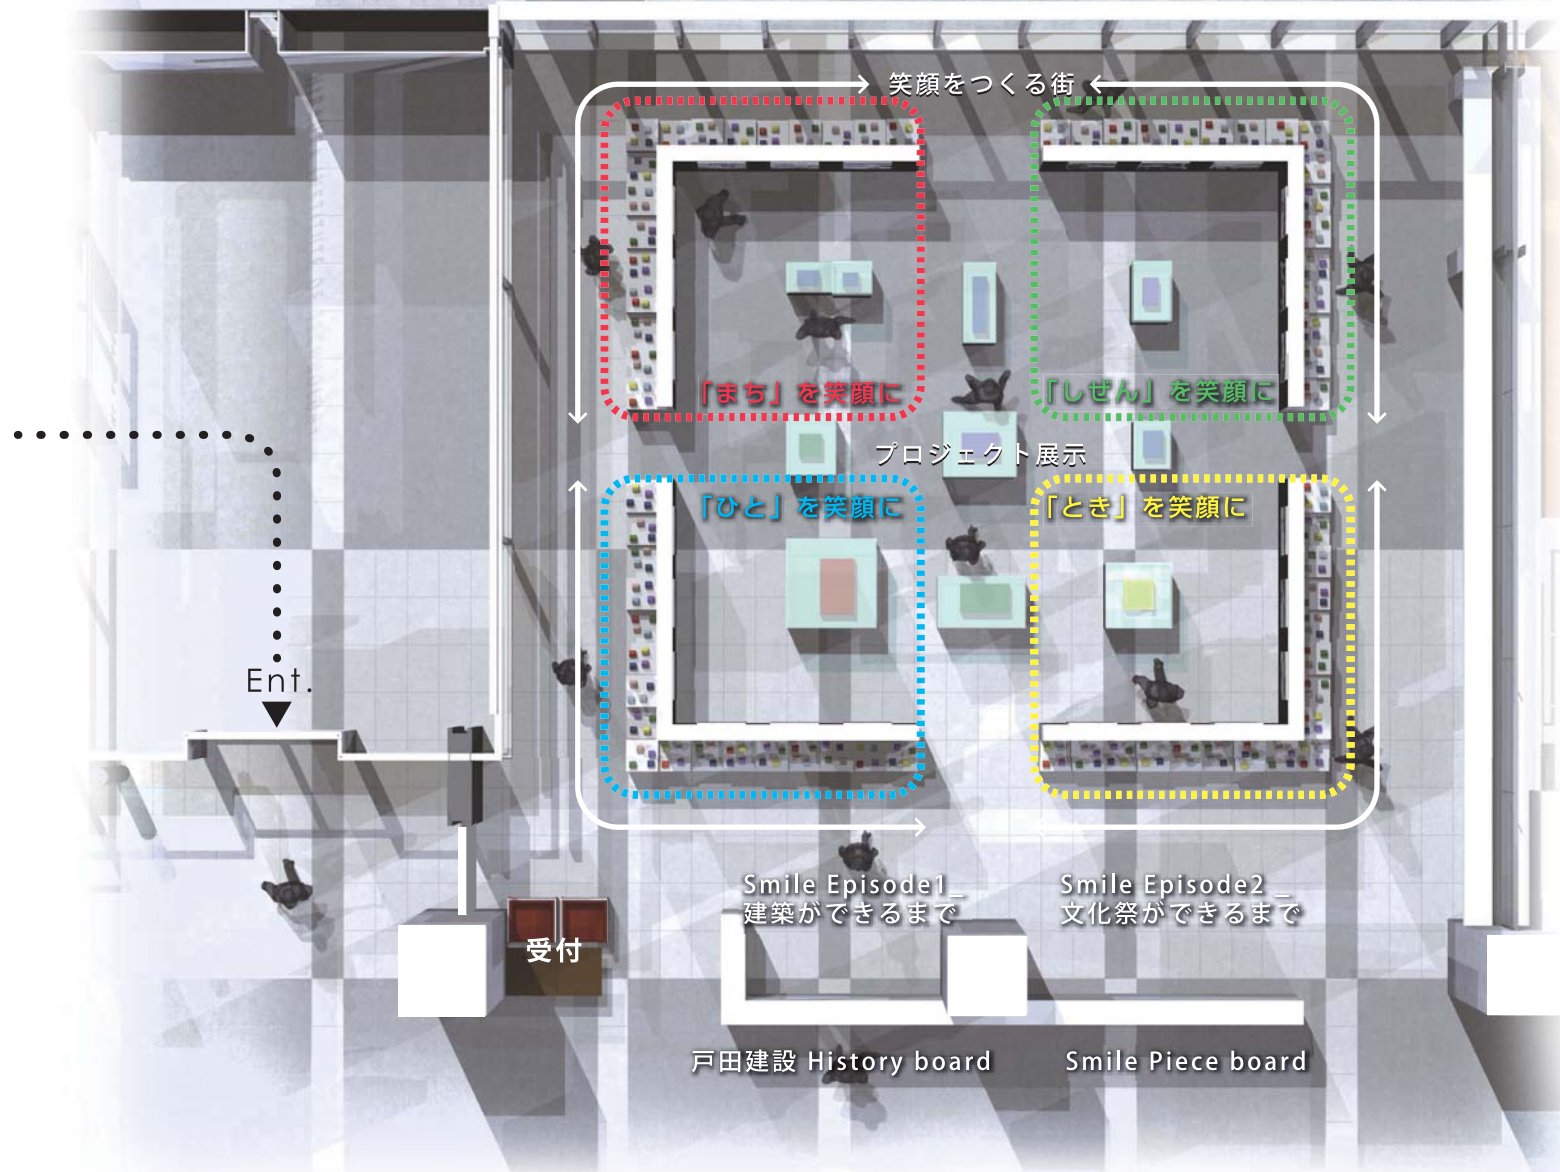 笑顔をつくる街
「まち」を笑顔に
「しぜん」を笑顔に
プロジェクト展示
「ひと」を笑顔に
「とき」を笑顔に
Ent.
Smile Episode1_
建築ができるまで
Smile Episode2_
文化祭ができるまで
受付
戸田建設 History board
Smile Piece board